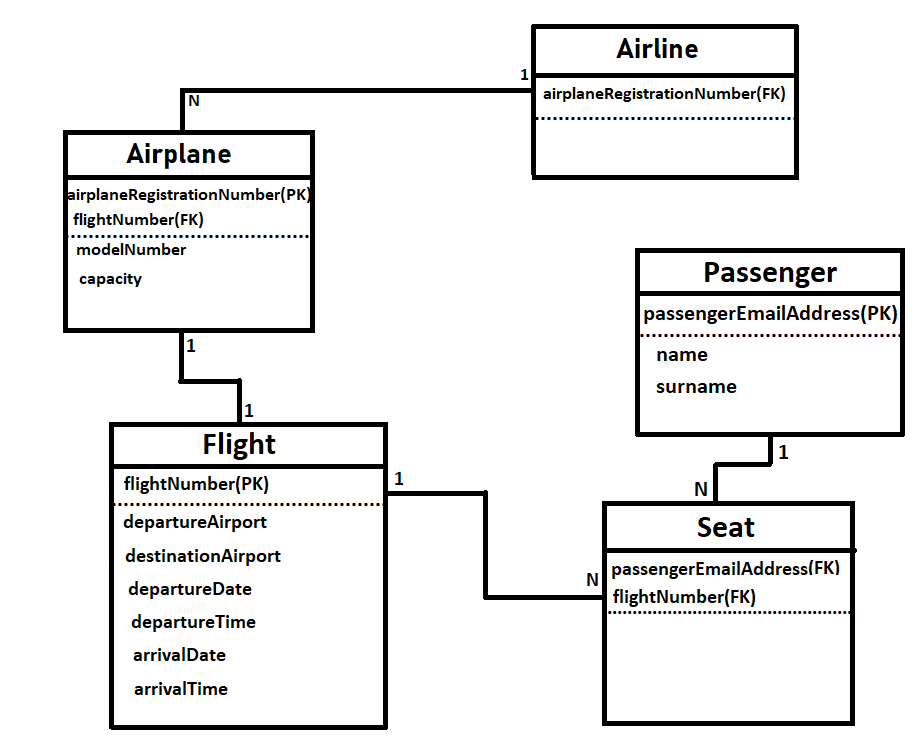 Airline
1
airplaneRegistrationNumber(FK)
N
Airplane
airplaneRegistrationNumber(PK)
flightNumber(FK)
modelNumber
capacity
1
1
Passenger
passengerEmailAddress(PK)
name
surname
1
N
Flight
flightNumber(PK)
departureAirport
destinationAirport
departureDate
departureTime
arrivalDate
arrivalTime
1
N
Seat
passengerEmailAddress(FK)
flightNumber(FK)